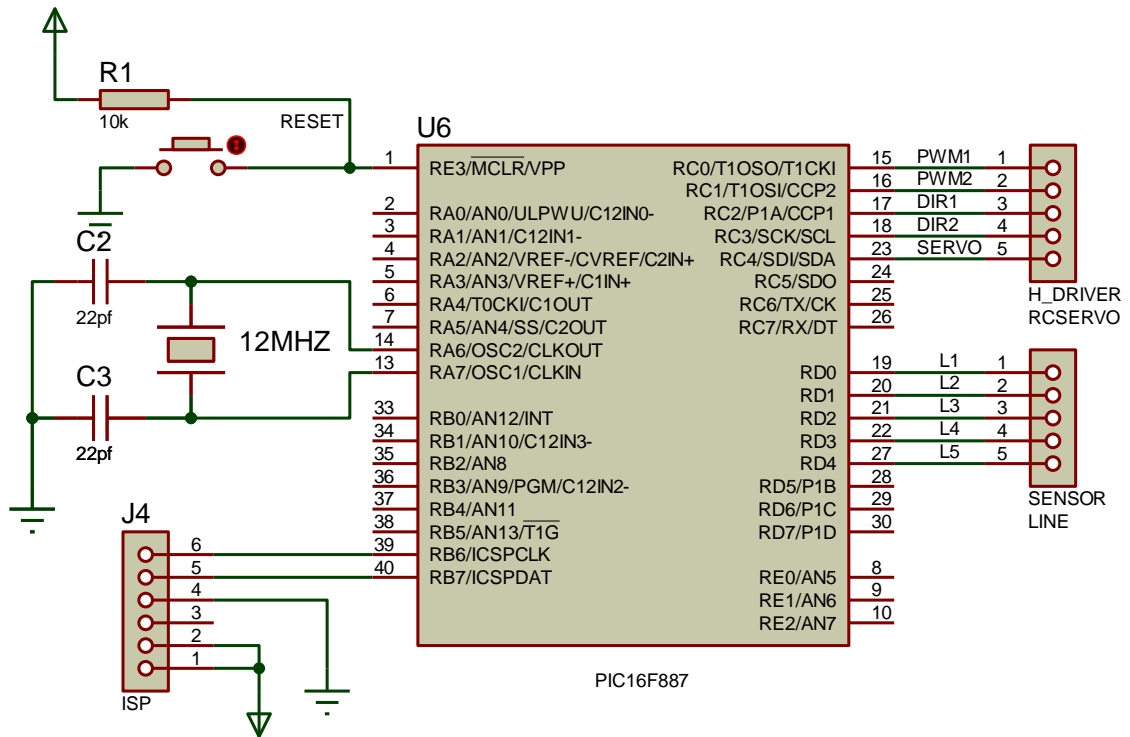 R1
10k
RESET
U6
1
RE3/MCLR/VPP
2
RA0/AN0/ULPWU/C12IN0-
3
RA1/AN1/C12IN1-
4
RA2/AN2/VREF-/CVREF/C2IN+
5
RA3/AN3/VREF+/C1IN+
6
RA4/T0CKI/C1OUT
7
RA5/AN4/SS/C2OUT
14
RA6/OSC2/CLKOUT
13
RA7/OSC1/CLKIN
33
RB0/AN12/INT
34
RB1/AN10/C12IN3-
35
RB2/AN8
36
RB3/AN9/PGM/C12IN2-
37
RB4/AN11
38
RB5/AN13/T1G
39
RB6/ICSPCLK
40
RB7/ICSPDAT
RC0/T1OSO/T1CKI
15
PWM1
1
RC1/T1OSI/CCP2
16
PWM2
2
RC2/P1A/CCP1
17
DIR1
3
RC3/SCK/SCL
18
DIR2
4
RC4/SDI/SDA
23
SERVO
5
RC5/SDO
24
RC6/TX/CK
25
RC7/RX/DT
26
H_DRIVER
RCSERVO
RD0
19
L1
1
RD1
20
L2
2
RD2
21
L3
3
RD3
22
L4
4
RD4
27
L5
5
RD5/P1B
28
RD6/P1C
29
RD7/P1D
30
SENSOR
LINE
RE0/AN5
8
RE1/AN6
9
RE2/AN7
10
PIC16F887
C2
22pf
12MHZ
C3
22pf
J4
6
5
4
3
2
1
ISP